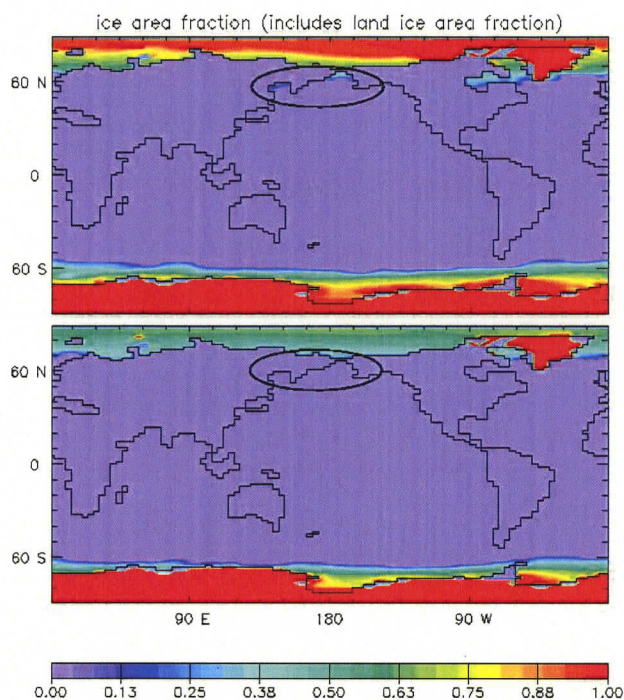 ice area fraction (includes land ice area fraction)
60 N
0
60 S
60 N
0
60 S
90 E 180 90 W
0.00 0.13 0.25 0.38 0.50 0.63 0.75 0.88 1.00